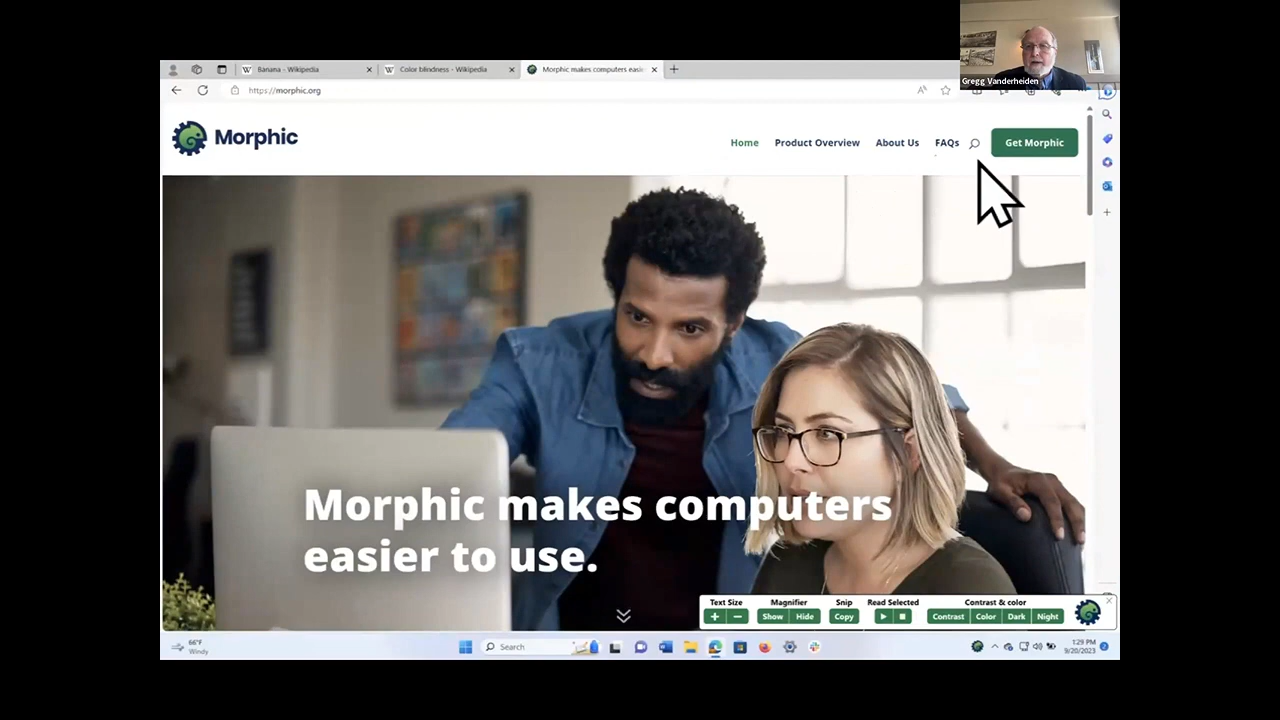 Gregg Vanderheiden
Banana - Wikipedia
Color blindness - Wikipedia
Morphic makes computers easie
https://morphic.org
Morphic
Home
Product Overview
About Us
FAQs
Get Morphic
Morphic makes computers
easier to use.
Text Size
Magnifier
Snip
Read Selected
Contrast & color
+ −
Show Hide
Copy
Contrast Color Dark Night
66°F
Windy
Search
1:29 PM
9/20/2023